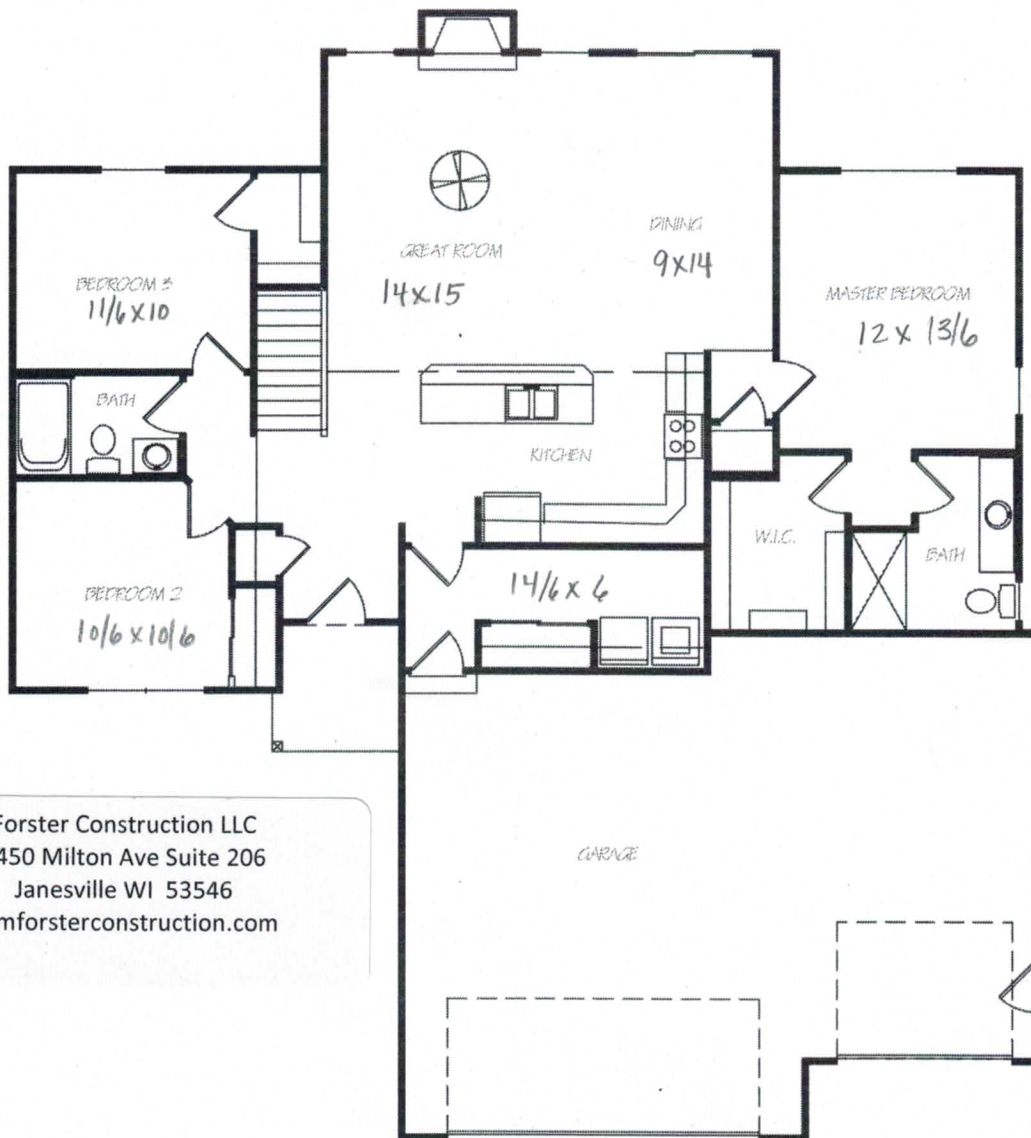 GREAT ROOM
14x15
DINING
9x14
BEDROOM 3
11/6 x 10
MASTER BEDROOM
12 x 13/6
BATH
KITCHEN
W.I.C.
BATH
BEDROOM 2
10/6 x 10/6
14/6 x 6
GARAGE
Forster Construction LLC
450 Milton Ave Suite 206
Janesville WI 53546
mforsterconstruction.com